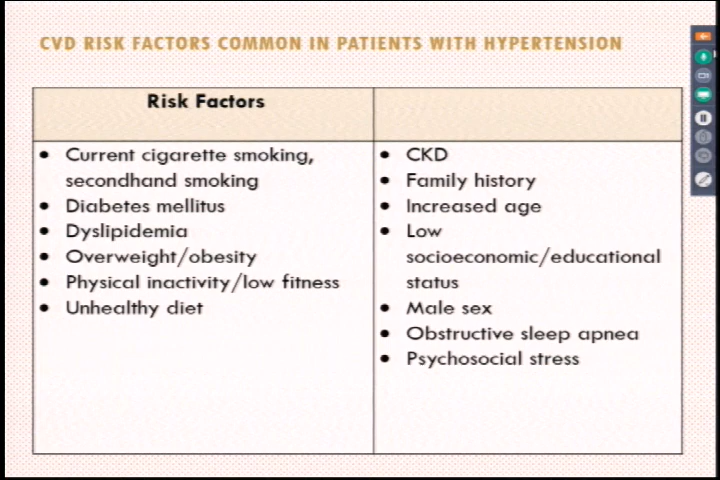 CVD RISK FACTORS COMMON IN PATIENTS WITH HYPERTENSION
Risk Factors
• Current cigarette smoking,
secondhand smoking
• Diabetes mellitus
• Dyslipidemia
• Overweight/obesity
• Physical inactivity/low fitness
• Unhealthy diet
• CKD
• Family history
• Increased age
• Low
socioeconomic/educational
status
• Male sex
• Obstructive sleep apnea
• Psychosocial stress